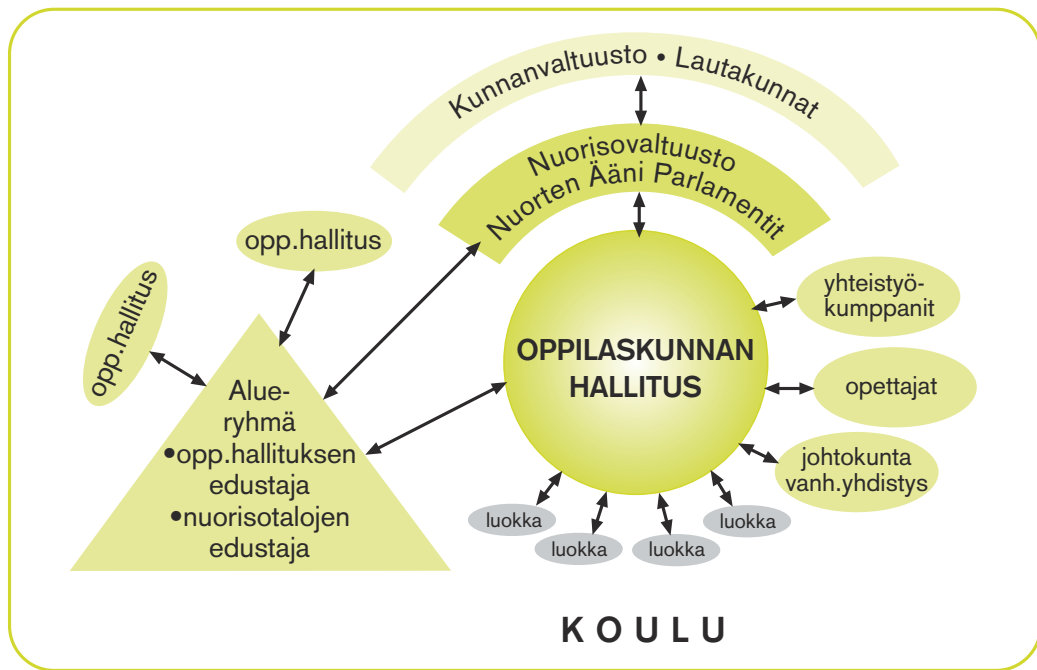 Kunnanvaltuusto • Lautakunnat
Nuorisovaltuusto
Nuorten Ääni Parlamentit
opp.hallitus
opp.hallitus
Alue-
ryhmä
•opp.hallituksen
edustaja
•nuorisotalojen
edustaja
OPPILASKUNNAN
HALLITUS
yhteistyö-
kumppanit
opettajat
johtokunta
vanh.yhdistys
luokka
luokka
luokka
luokka
KOULU